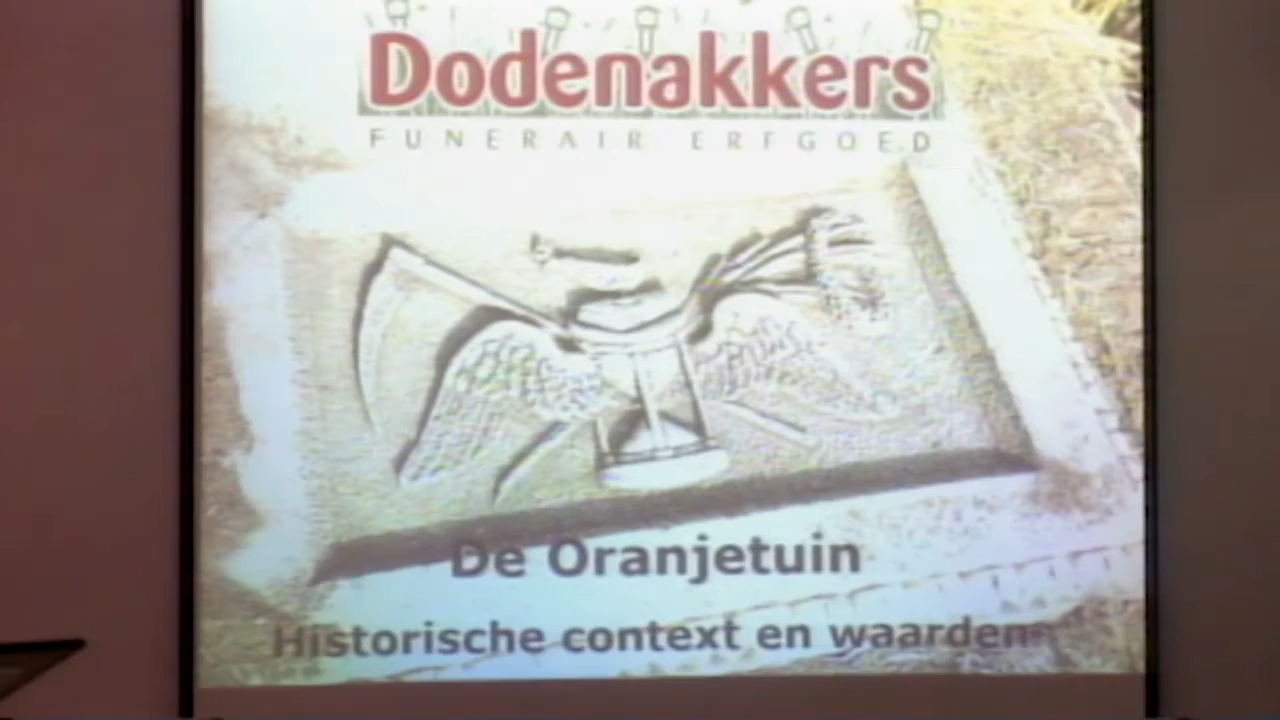 Dodenakkers
FUNERAIR ERFGOED
De Oranjetuin
Historische context en waarden